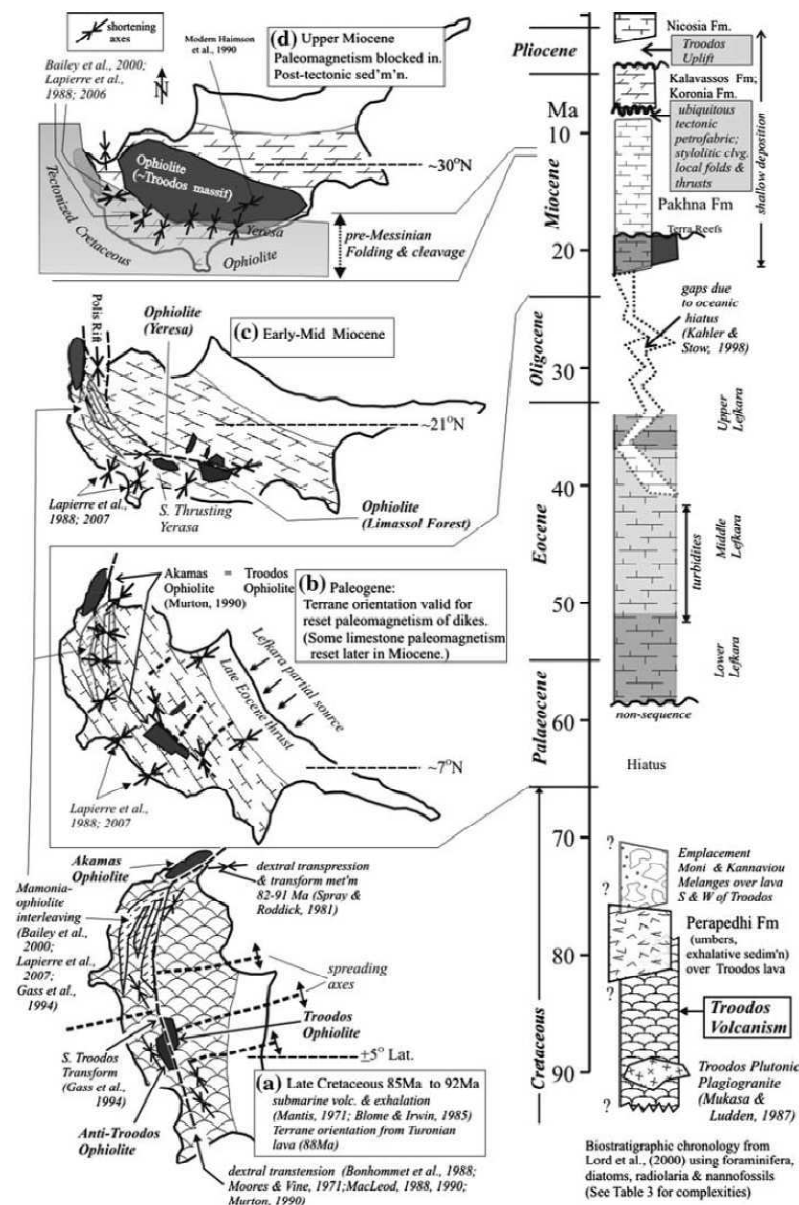 shortening
axes
Modern Haimson
et al., 1990
(d) Upper Miocene
Paleomagnetism blocked in.
Post-tectonic sed'm'n.
Bailey et al., 2000;
Lapierre et al.,
1988; 2006
N
Ophiolite
(~Troodos massif)
~30°N
Tectonized Cretaceous
Yeresa
Ophiolite
pre-Messinian
Folding & cleavage
Polis Rift
Ophiolite
(Yeresa)
(c) Early-Mid Miocene
~21°N
Lapierre et al.,
1988; 2007
S. Thrusting
Yerasa
Ophiolite
(Limassol Forest)
Akamas = Troodos
Ophiolite Ophiolite
(Murton, 1990)
(b) Paleogene:
Terrane orientation valid for
reset paleomagnetism of dikes.
(Some limestone paleomagnetism
reset later in Miocene.)
Lefkara partial source
Late Eocene thrust
~7°N
Lapierre et al.,
1988; 2007
Akamas
Ophiolite
dextral transpression
& transform met'm
82-91 Ma (Spray &
Roddick, 1981)
Mamonia-
ophiolite
interleaving
(Bailey et al.,
2000;
Lapierre et al.,
2007;
Gass et al.,
1994)
spreading
axes
Troodos
Ophiolite
±5° Lat.
S. Troodos
Transform
(Gass et al.,
1994)
Anti-Troodos
Ophiolite
(a) Late Cretaceous 85Ma to 92Ma
submarine volc. & exhalation
(Mantis, 1971; Blome & Irwin, 1985)
Terrane orientation from Turonian
lava (88Ma)
dextral transtension (Bonhommet et al., 1988;
Moores & Vine, 1971;MacLeod, 1988, 1990;
Murton, 1990)
Pliocene
Ma
10
Miocene
20
Oligocene
30
40
Eocene
50
Palaeocene
60
70
80
Cretaceous
90
Nicosia Fm.
Troodos
Uplift
Kalavassos Fm;
Koronia Fm.
ubiquitous
tectonic
petrofabric;
stylolitic clvg.
local folds &
thrusts
Pakhna Fm
Terra Reefs
shallow deposition
gaps due
to oceanic
hiatus
(Kahler &
Stow, 1998)
Upper
Lefkara
Middle
Lefkara
turbidites
Lower
Lefkara
non-sequence
Hiatus
?
Emplacement
Moni & Kannaviou
Melanges over lava
S & W of Troodos
?
Perapedhi Fm
(umbers,
exhalative sedim'n)
over Troodos lava
?
Troodos
Volcanism
Troodos Plutonic
Plagiogranite
(Mukasa &
Ludden, 1987)
?
Biostratigraphic chronology from
Lord et al., (2000) using foraminifera,
diatoms, radiolaria & nannofossils
(See Table 3 for complexities)